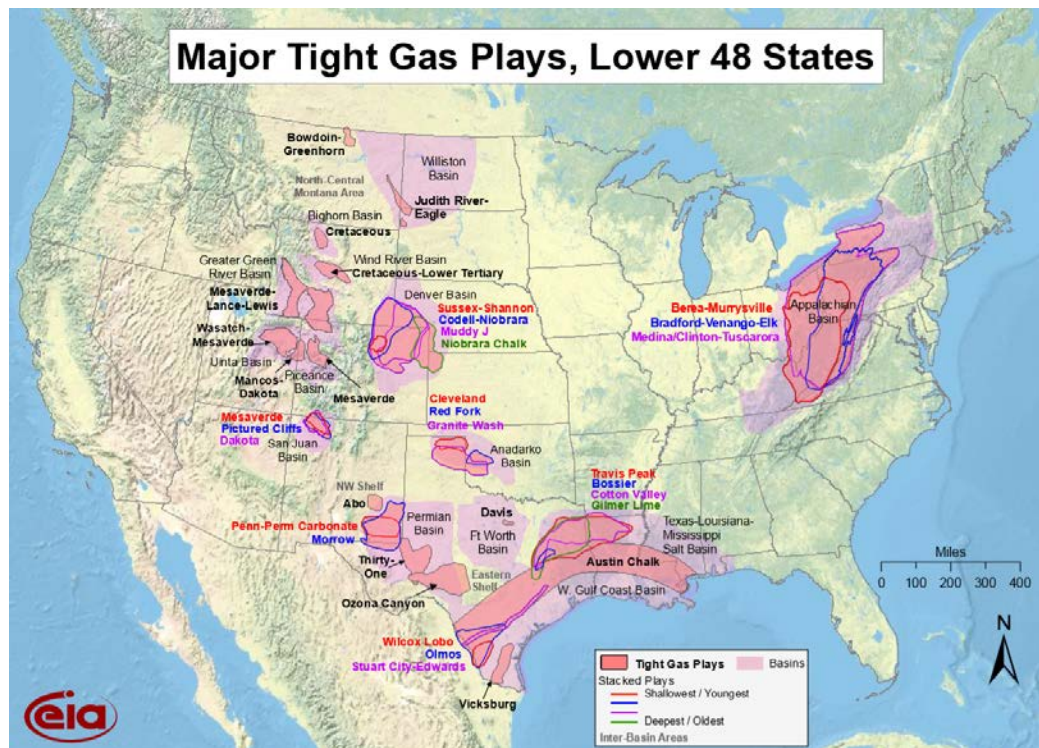 Major Tight Gas Plays, Lower 48 States
Bowdoin-
Greenhorn
Williston
Basin
North-Central
Montana Area
Judith River-
Eagle
Bighorn Basin
Cretaceous
Greater Green
River Basin
Wind River Basin
Cretaceous-Lower Tertiary
Mesaverde-
Lance-Lewis
Denver Basin
Sussex-Shannon
Codell-Niobrara
Muddy J
Niobrara Chalk
Wasatch-
Mesaverde
Uinta Basin
Mancos-
Dakota
Piceance
Basin
Mesaverde
Berea-Murrysville
Bradford-Venango-Elk
Medina/Clinton-Tuscarora
Appalachian
Basin
Mesaverde
Pictured Cliffs
Dakota
San Juan
Basin
Cleveland
Red Fork
Granite Wash
Anadarko
Basin
NW Shelf
Abo
Penn-Perm Carbonate
Morrow
Permian
Basin
Davis
Ft Worth
Basin
Travis Peak
Bossier
Cotton Valley
Gilmer Lime
Texas-Louisiana-
Mississippi
Salt Basin
Thirty-
One
Eastern
Shelf
Ozona Canyon
Austin Chalk
W. Gulf Coast Basin
Wilcox Lobo
Olmos
Stuart City-Edwards
Vicksburg
Miles
0 100 200 300 400
N
Tight Gas Plays
Basins
Stacked Plays
Shallowest / Youngest
Deepest / Oldest
Inter-Basin Areas
eia